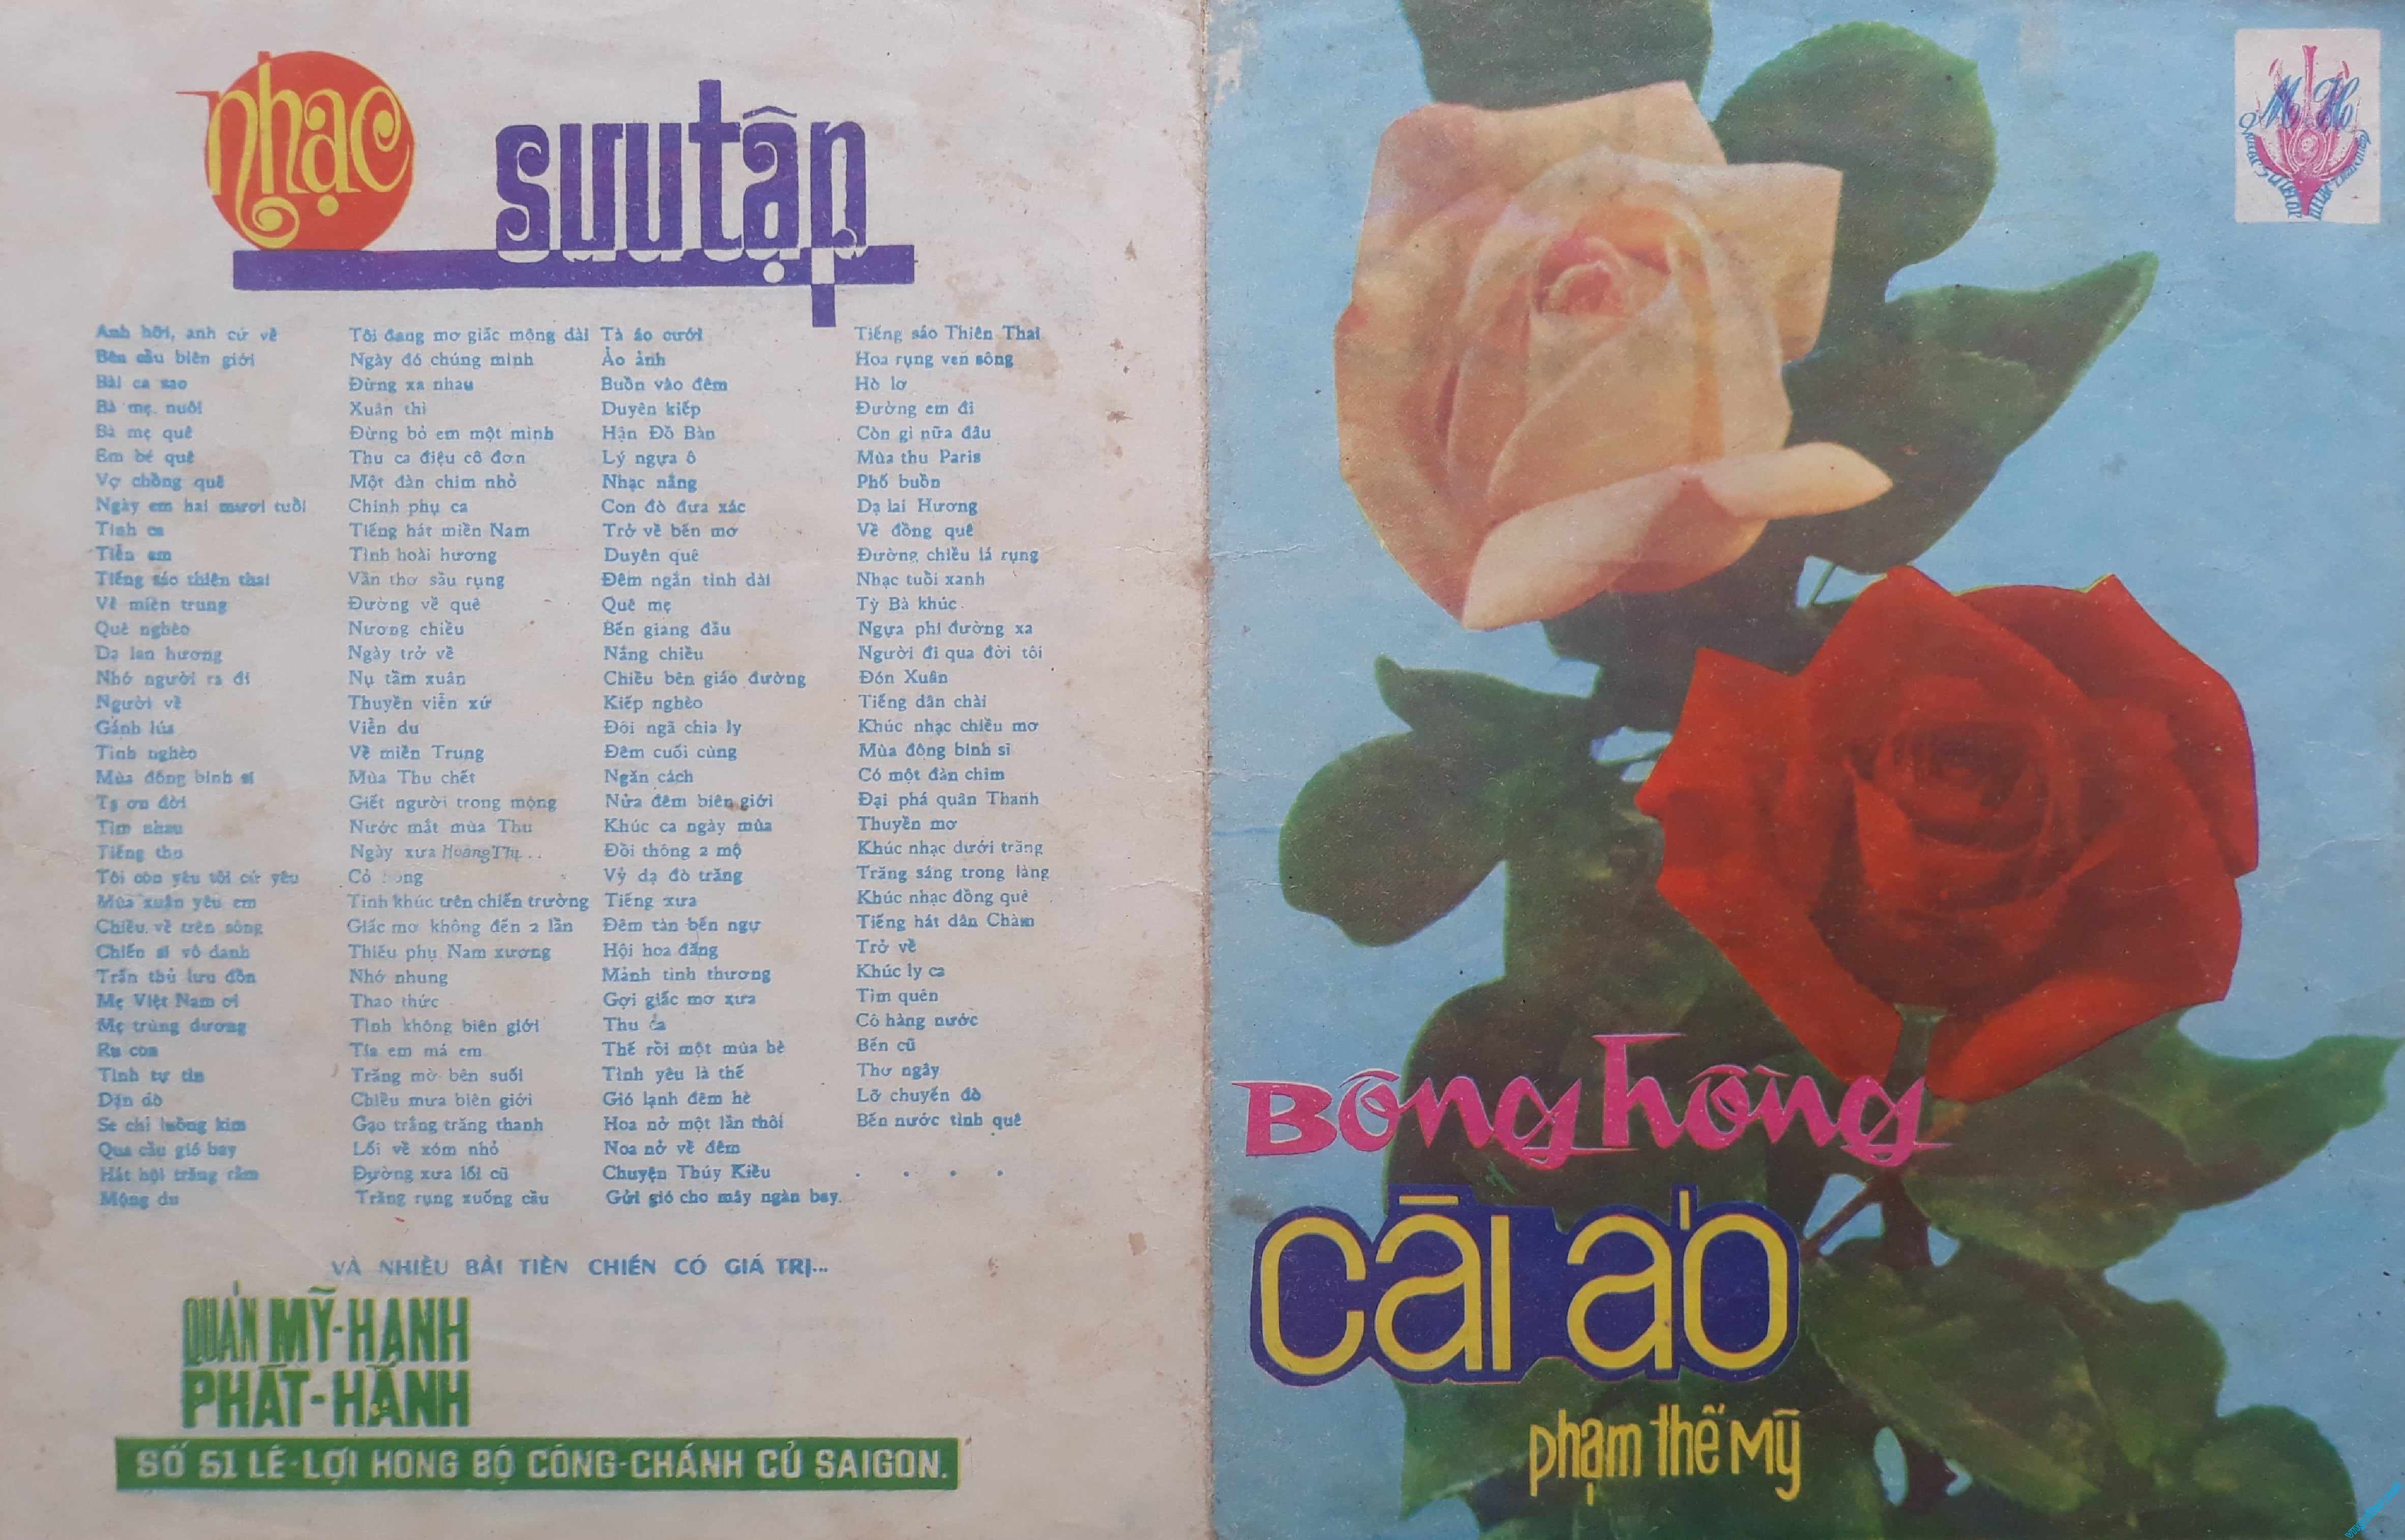 nhạc
sưu tập
Anh hỡi, anh cứ về
Bên cầu biên giới
Bài ca sao
Bà mẹ nuôi
Bà mẹ quê
Em bé quê
Vợ chồng quê
Ngày em hai mươi tuổi
Tình ca
Tiễn em
Tiếng sáo thiên thai
Về miền trung
Quê nghèo
Dạ lan hương
Nhớ người ra đi
Người về
Gánh lúa
Tình nghèo
Mùa đông binh sĩ
Tạ ơn đời
Tìm nhau
Tiếng thu
Tôi còn yêu tôi cứ yêu
Mùa xuân yêu em
Chiều về trên sông
Chiến sĩ vô danh
Trấn thủ lưu đồn
Mẹ Việt Nam ơi
Mẹ trùng dương
Ru con
Tình tự tin
Dặn dò
Se chỉ luồng kim
Qua cầu gió bay
Hát hội trăng rằm
Mộng du
Tôi đang mơ giấc mộng dài
Ngày đó chúng mình
Đừng xa nhau
Xuân thì
Đừng bỏ em một mình
Thu ca điệu cô đơn
Một đàn chim nhỏ
Chinh phụ ca
Tiếng hát miền Nam
Tình hoài hương
Vần thơ sầu rụng
Đường về quê
Nương chiều
Ngày trở về
Nụ tầm xuân
Thuyền viễn xứ
Viễn du
Về miền Trung
Mùa Thu chết
Giết người trong mộng
Nước mắt mùa Thu
Ngày xưa Hoàng Thị..
Cỏ hồng
Tình khúc trên chiến trường
Giấc mơ không đến 2 lần
Thiếu phụ Nam xương
Nhớ nhung
Thao thức
Tình không biên giới
Tía em má em
Trăng mờ bên suối
Chiều mưa biên giới
Gạo trắng trăng thanh
Lối về xóm nhỏ
Đường xưa lối cũ
Trăng rụng xuống cầu
Tà áo cưới
Ảo ảnh
Buồn vào đêm
Duyên kiếp
Hận Đồ Bàn
Lý ngựa ô
Nhạc nắng
Con đò đưa xác
Trở về bến mơ
Duyên quê
Đêm ngắn tình dài
Quê mẹ
Bến giang đầu
Nắng chiều
Chiều bên giáo đường
Kiếp nghèo
Đôi ngã chia ly
Đêm cuối cùng
Ngăn cách
Nửa đêm biên giới
Khúc ca ngày mùa
Đồi thông 2 mộ
Vỹ dạ đò trăng
Tiếng xưa
Đêm tàn bến ngự
Hội hoa đăng
Mảnh tình thương
Gợi giấc mơ xưa
Thu ca
Thế rồi một mùa hè
Tình yêu là thế
Gió lạnh đêm hè
Hoa nở một lần thôi
Noa nở về đêm
Chuyện Thúy Kiều
Gửi gió cho mây ngàn bay.
Tiếng sáo Thiên Thai
Hoa rụng ven sông
Hò lơ
Đường em đi
Còn gì nữa đâu
Mùa thu Paris
Phố buồn
Dạ lai Hương
Về đồng quê
Đường chiều lá rụng
Nhạc tuổi xanh
Tỳ Bà khúc
Ngựa phi đường xa
Người đi qua đời tôi
Đón Xuân
Tiếng dân chài
Khúc nhạc chiều mơ
Mùa đông binh sĩ
Có một đàn chim
Đại phá quân Thanh
Thuyền mơ
Khúc nhạc dưới trăng
Trăng sáng trong làng
Khúc nhạc đồng quê
Tiếng hát dân Chàm
Trở về
Khúc ly ca
Tìm quên
Cô hàng nước
Bến cũ
Thơ ngây
Lỡ chuyến đò
Bến nước tình quê
. . . .
VÀ NHIỀU BÀI TIỀN CHIẾN CÓ GIÁ TRỊ...
QUÁN MỸ-HẠNH
PHÁT-HÀNH
SỐ 51 LÊ-LỢI HONG BỘ CÔNG-CHÁNH CỦ SAIGON.
M H
Bông hồng
cài áo
phạm thế mỹ